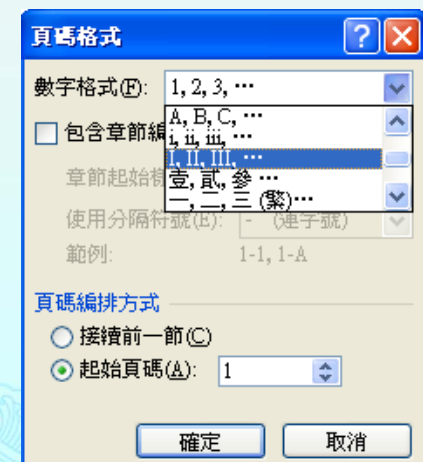 頁碼格式
數字格式(F): 1, 2, 3, …
A, B, C, …
包含章節編
i, ii, iii, …
I, II, III, …
章節起始樣
壹, 貳, 參 …
一, 二, 三 (繁)…
使用分隔符號(E): - (連字號)
範例: 1-1, 1-A
頁碼編排方式
接續前一節(C)
起始頁碼(A): 1
確定 取消